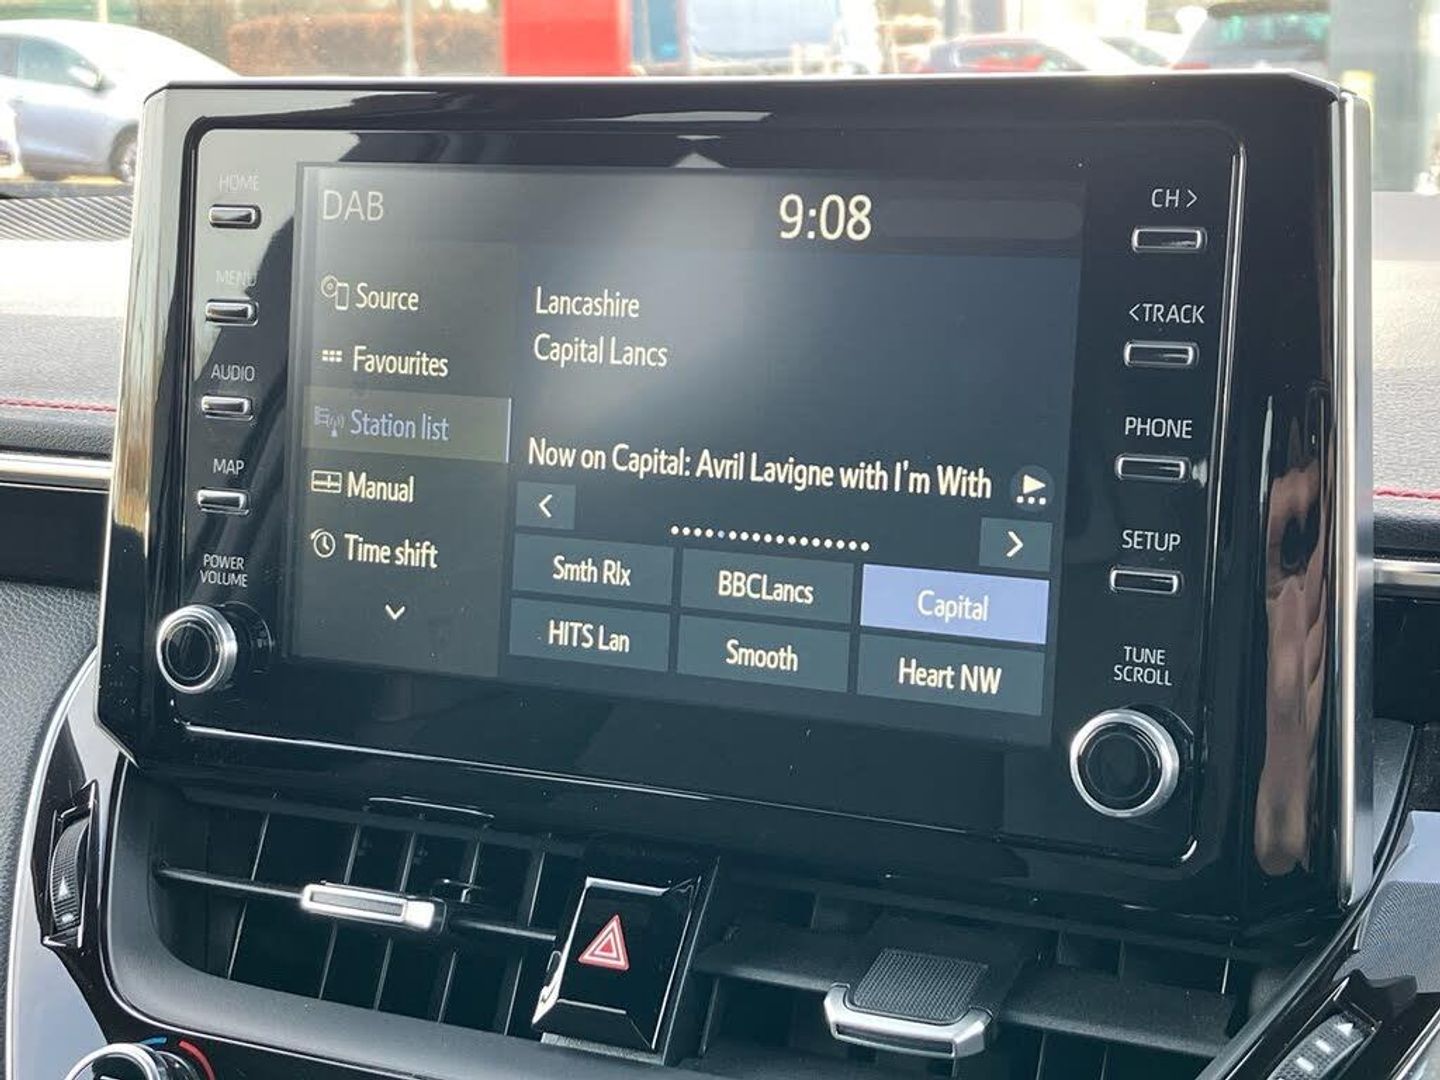 HOME
MENU
AUDIO
MAP
POWER
VOLUME
DAB
9:08
Source
Favourites
Station list
Manual
Time shift
Lancashire
Capital Lancs
Now on Capital: Avril Lavigne with I'm With
Smth Rlx
BBCLancs
Capital
HITS Lan
Smooth
Heart NW
CH >
<TRACK
PHONE
SETUP
TUNE
SCROLL